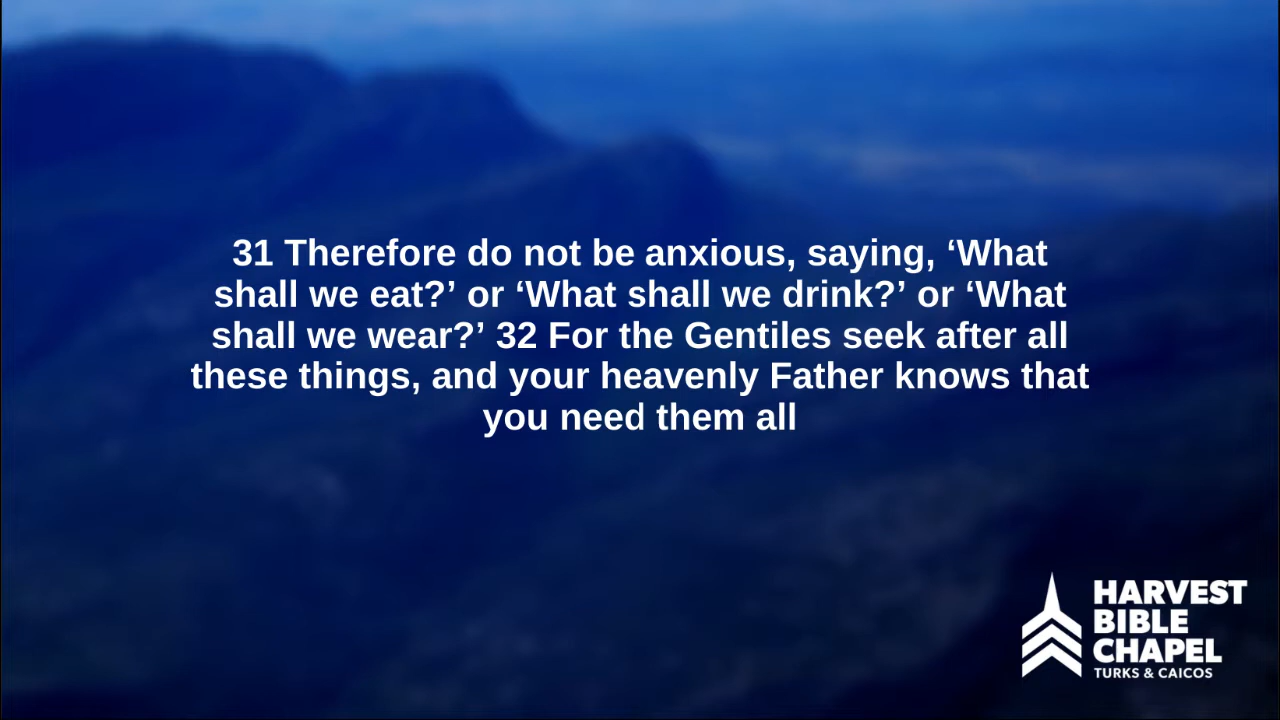 31 Therefore do not be anxious, saying, ‘What
shall we eat?’ or ‘What shall we drink?’ or ‘What
shall we wear?’ 32 For the Gentiles seek after all
these things, and your heavenly Father knows that
you need them all
HARVEST
BIBLE
CHAPEL
TURKS & CAICOS